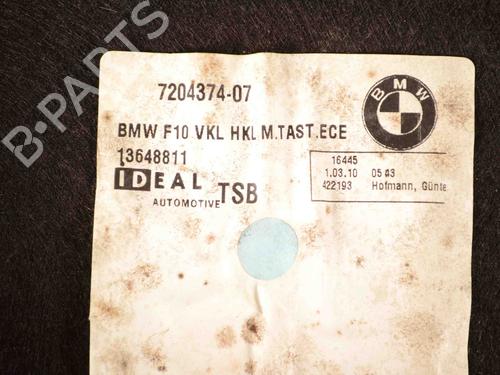 7204374-07
BMW
BMW F10 VKL HKL M.TAST.ECE
13648811
IDEAL TSB
AUTOMOTIVE
16445
1.03.10 05:43
422193 Hofmann, Günte
B-PARTS